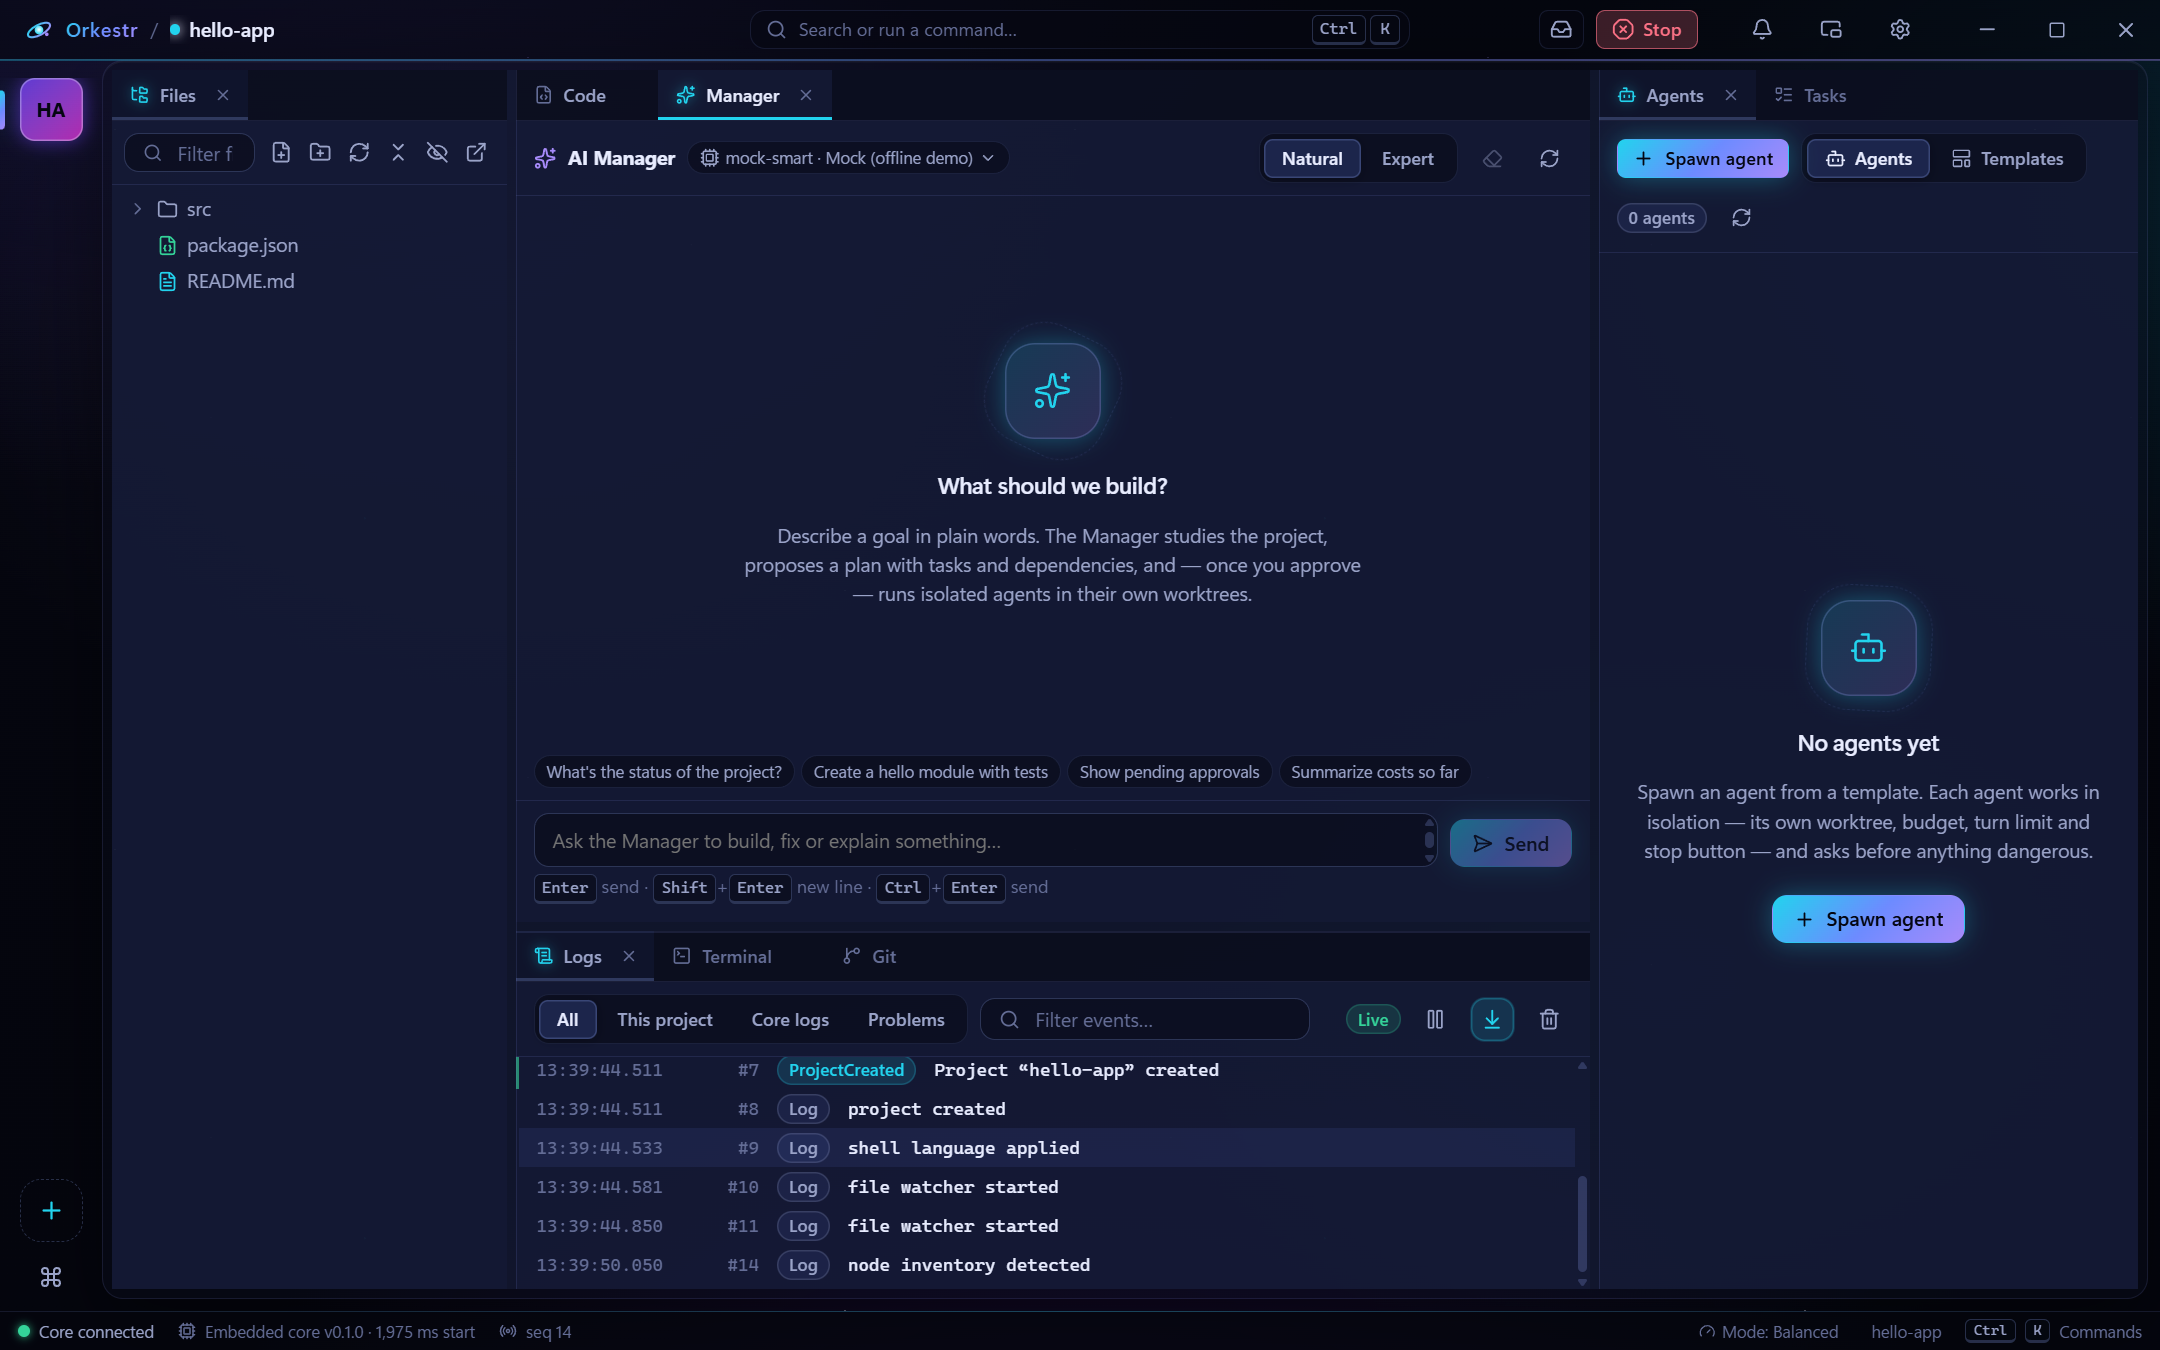 Orkestr / hello-app
Search or run a command...
Ctrl K
Stop
HA
Files
Code
Manager
Agents
Tasks
Filter f
AI Manager
mock-smart · Mock (offline demo)
Natural
Expert
Spawn agent
Agents
Templates
0 agents
src
package.json
README.md
What should we build?
Describe a goal in plain words. The Manager studies the project,
proposes a plan with tasks and dependencies, and — once you approve
— runs isolated agents in their own worktrees.
No agents yet
Spawn an agent from a template. Each agent works in
isolation — its own worktree, budget, turn limit and
stop button — and asks before anything dangerous.
Spawn agent
What's the status of the project?
Create a hello module with tests
Show pending approvals
Summarize costs so far
Ask the Manager to build, fix or explain something...
Send
Enter send · Shift + Enter new line · Ctrl + Enter send
Logs
Terminal
Git
All
This project
Core logs
Problems
Filter events...
Live
13:39:44.511 #7 ProjectCreated Project “hello-app” created
13:39:44.511 #8 Log project created
13:39:44.533 #9 Log shell language applied
13:39:44.581 #10 Log file watcher started
13:39:44.850 #11 Log file watcher started
13:39:50.050 #14 Log node inventory detected
Core connected
Embedded core v0.1.0 · 1,975 ms start
seq 14
Mode: Balanced
hello-app
Ctrl K Commands